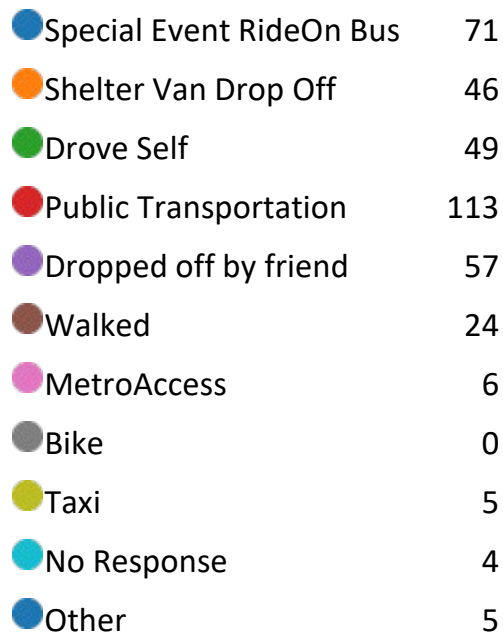 Special Event RideOn Bus 71
Shelter Van Drop Off 46
Drove Self 49
Public Transportation 113
Dropped off by friend 57
Walked 24
MetroAccess 6
Bike 0
Taxi 5
No Response 4
Other 5